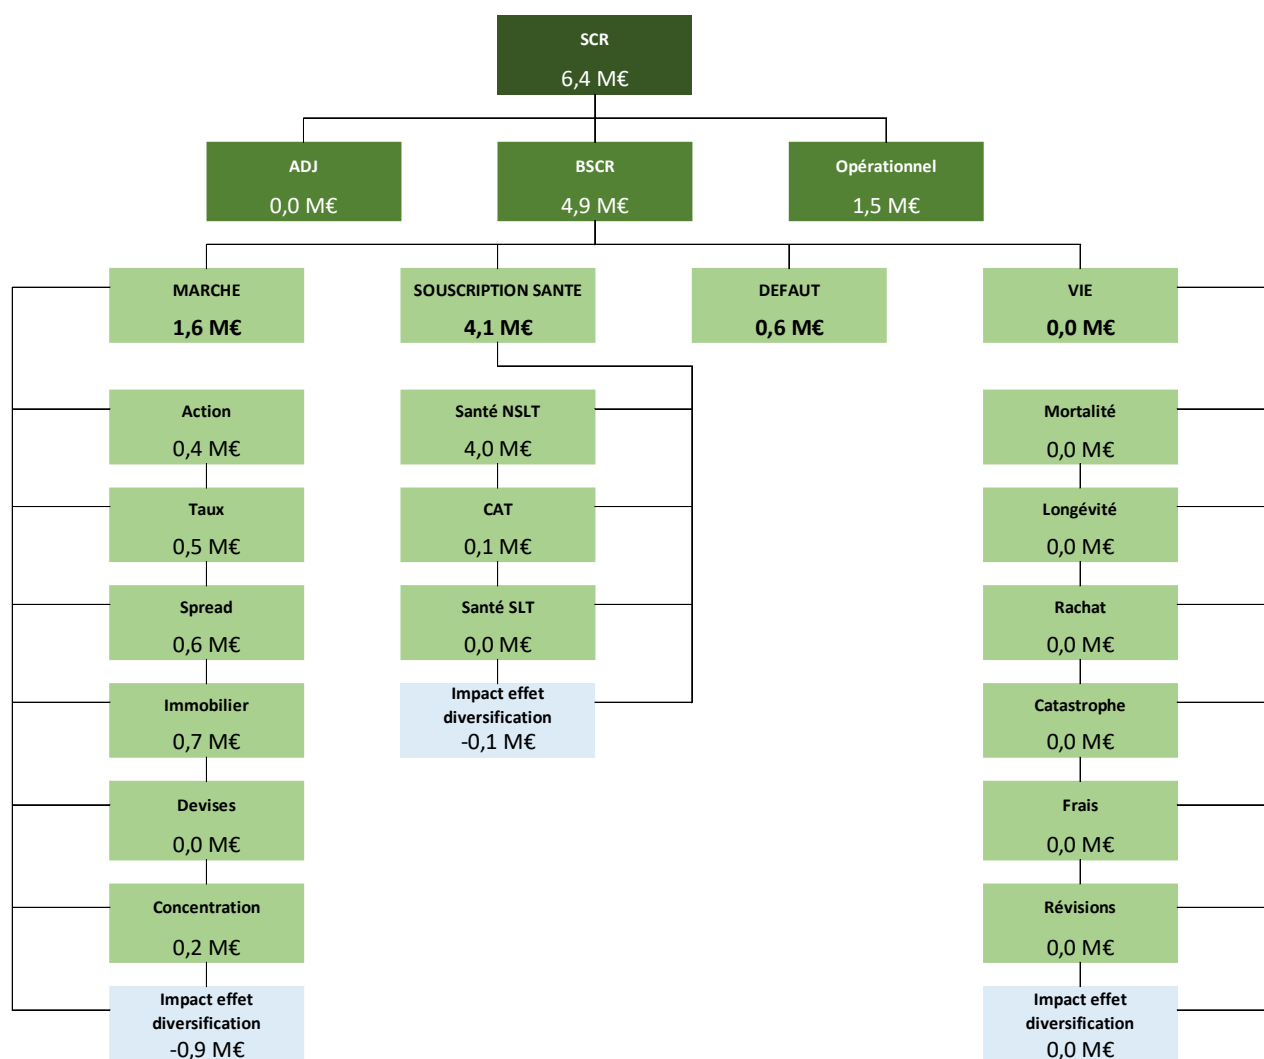 SCR
6,4 M€
ADJ
0,0 M€
BSCR
4,9 M€
Opérationnel
1,5 M€
MARCHE
1,6 M€
SOUSCRIPTION SANTE
4,1 M€
DEFAUT
0,6 M€
VIE
0,0 M€
Action
0,4 M€
Taux
0,5 M€
Spread
0,6 M€
Immobilier
0,7 M€
Devises
0,0 M€
Concentration
0,2 M€
Impact effet
diversification
-0,9 M€
Santé NSLT
4,0 M€
CAT
0,1 M€
Santé SLT
0,0 M€
Impact effet
diversification
-0,1 M€
Mortalité
0,0 M€
Longévité
0,0 M€
Rachat
0,0 M€
Catastrophe
0,0 M€
Frais
0,0 M€
Révisions
0,0 M€
Impact effet
diversification
0,0 M€